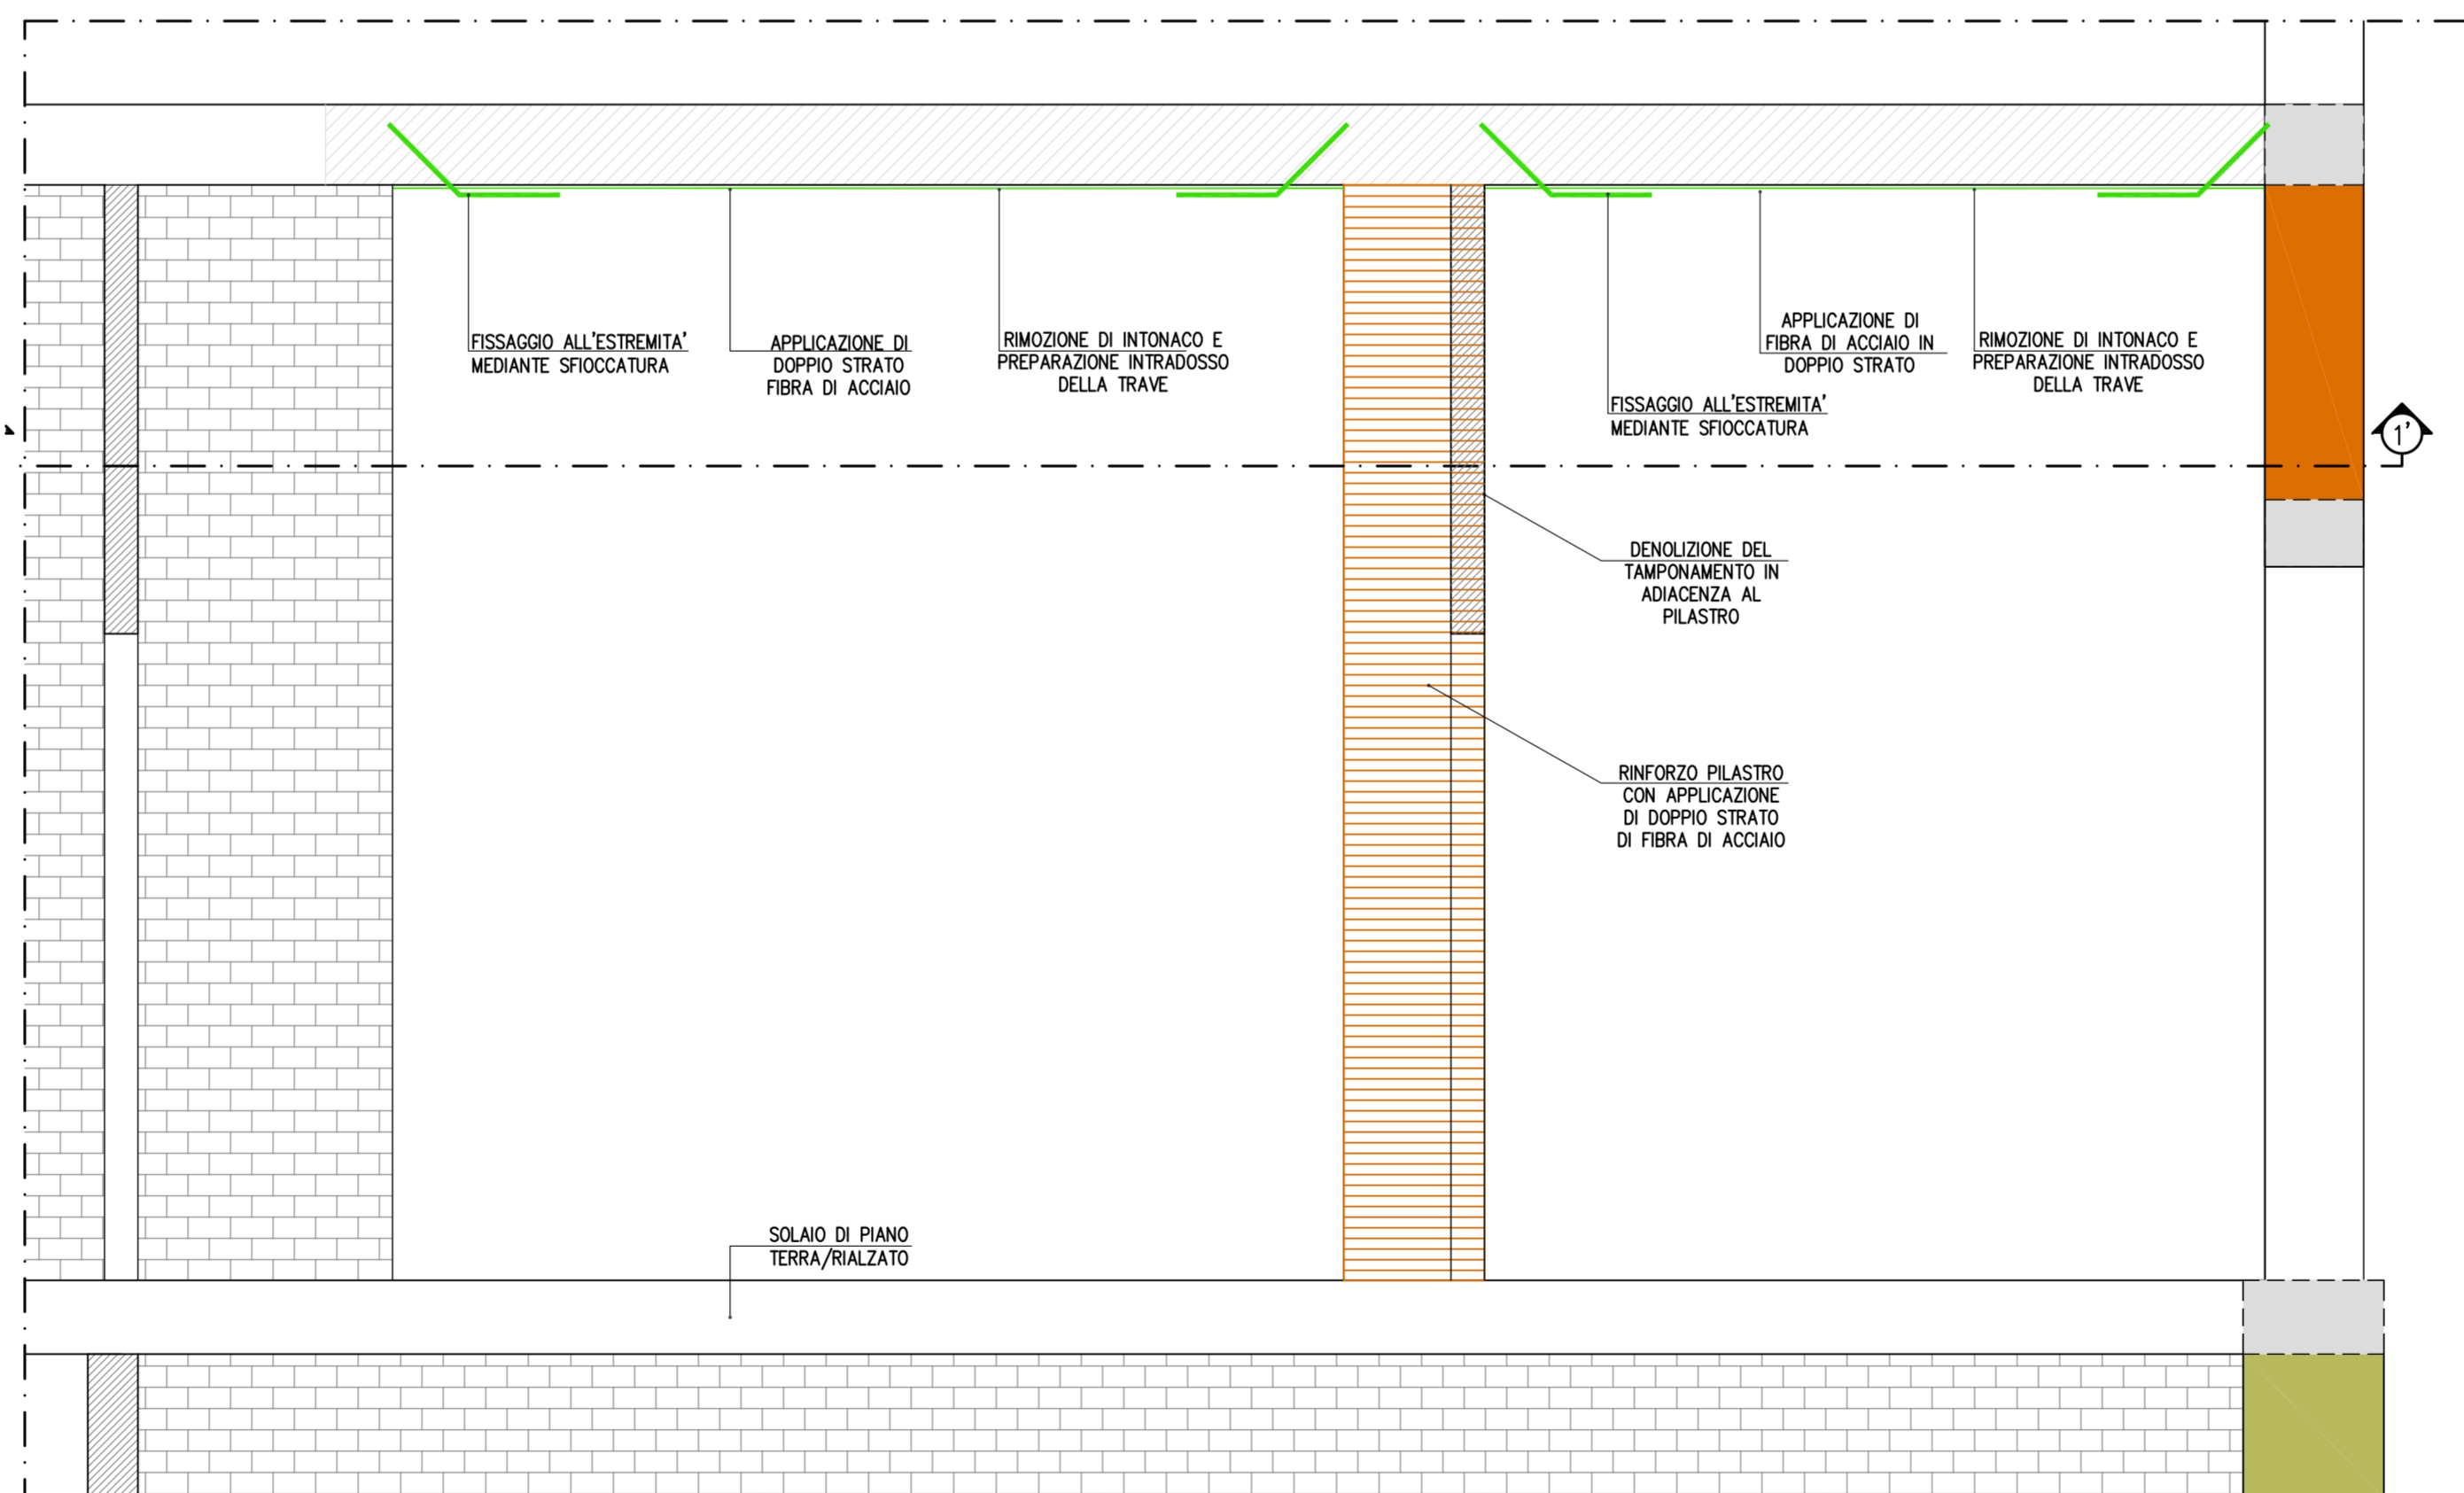 FISSAGGIO ALL'ESTREMITA'
MEDIANTE SFIOCCATURA
APPLICAZIONE DI
DOPPIO STRATO
FIBRA DI ACCIAIO
RIMOZIONE DI INTONACO E
PREPARAZIONE INTRADOSSO
DELLA TRAVE
APPLICAZIONE DI
FIBRA DI ACCIAIO IN
DOPPIO STRATO
RIMOZIONE DI INTONACO E
PREPARAZIONE INTRADOSSO
DELLA TRAVE
FISSAGGIO ALL'ESTREMITA'
MEDIANTE SFIOCCATURA
1'
DENOLIZIONE DEL
TAMPONAMENTO IN
ADIACENZA AL
PILASTRO
RINFORZO PILASTRO
CON APPLICAZIONE
DI DOPPIO STRATO
DI FIBRA DI ACCIAIO
SOLAIO DI PIANO
TERRA/RIALZATO